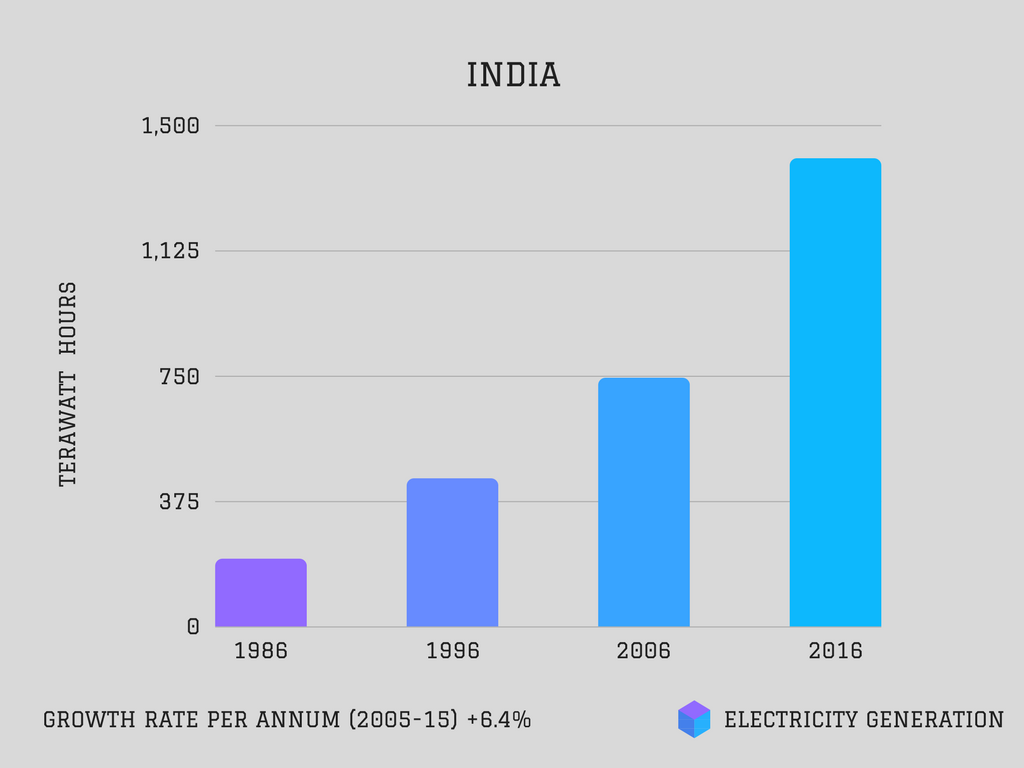 INDIA
1,500
1,125
750
375
0
TERAWATT HOURS
1986 1996 2006 2016
GROWTH RATE PER ANNUM (2005-15) +6.4%
ELECTRICITY GENERATION